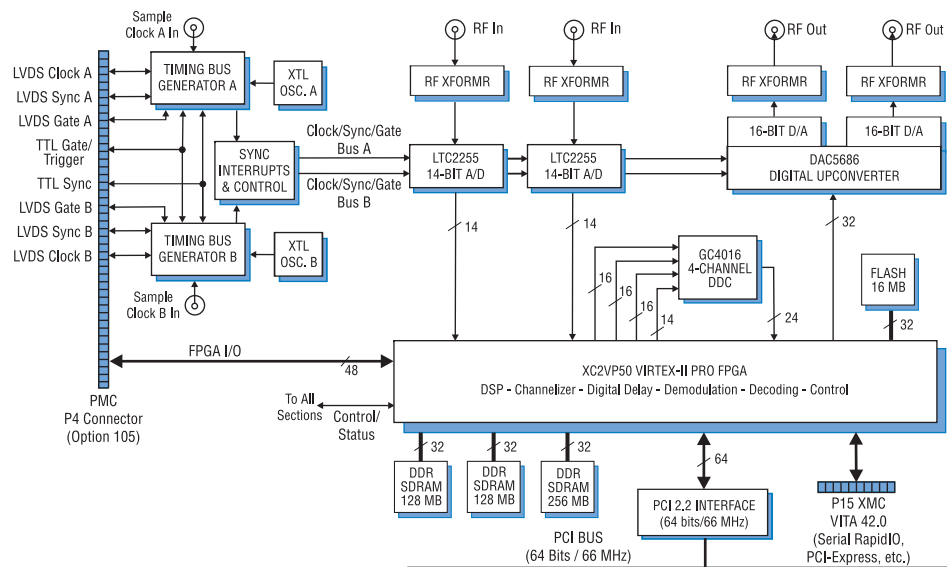 Sample
Clock A In
RF In
RF In
RF Out
RF Out
LVDS Clock A
LVDS Sync A
LVDS Gate A
TTL Gate/
Trigger
TTL Sync
LVDS Gate B
LVDS Sync B
LVDS Clock B
TIMING BUS
GENERATOR A
XTL
OSC. A
SYNC
INTERRUPTS
& CONTROL
TIMING BUS
GENERATOR B
XTL
OSC. B
Sample
Clock B In
Clock/Sync/Gate
Bus A
Clock/Sync/Gate
Bus B
RF XFORMR
RF XFORMR
RF XFORMR
RF XFORMR
LTC2255
14-BIT A/D
LTC2255
14-BIT A/D
16-BIT D/A
16-BIT D/A
DAC5686
DIGITAL UPCONVERTER
14
14
32
GC4016
4-CHANNEL
DDC
16
16
16
14
24
FLASH
16 MB
32
FPGA I/O
48
XC2VP50 VIRTEX-II PRO FPGA
DSP - Channelizer - Digital Delay - Demodulation - Decoding - Control
PMC
P4 Connector
(Option 105)
To All
Sections
Control/
Status
32
32
32
64
DDR
SDRAM
128 MB
DDR
SDRAM
128 MB
DDR
SDRAM
256 MB
PCI 2.2 INTERFACE
(64 bits/66 MHz)
PCI BUS
(64 Bits / 66 MHz)
P15 XMC
VITA 42.0
(Serial RapidIO,
PCI-Express, etc.)